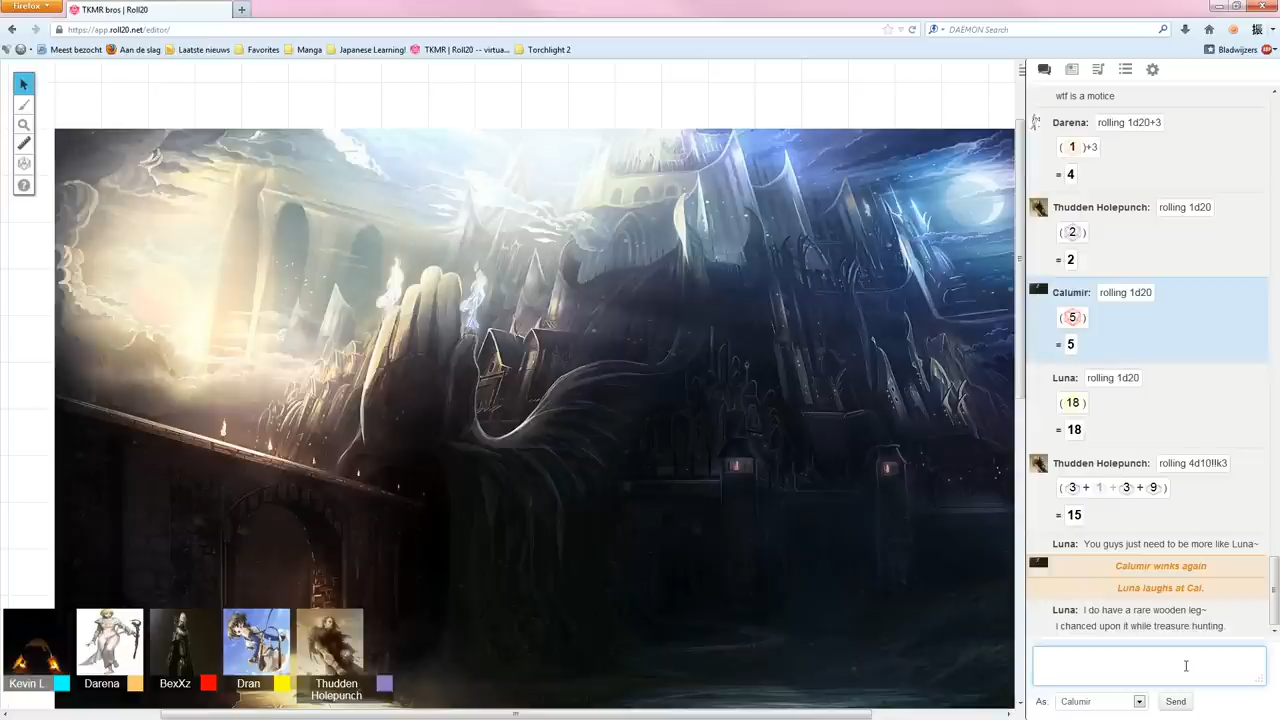 Firefox
TKMR bros | Roll20
https://app.roll20.net/editor/
DAEMON Search
Meest bezocht
Aan de slag
Laatste nieuws
Favorites
Manga
Japanese Learning!
TKMR | Roll20 -- virtua...
Torchlight 2
Bladwijzers
wtf is a motice
Darena: rolling 1d20+3
( 1 )+3
= 4
Thudden Holepunch: rolling 1d20
( 2 )
= 2
Calumir: rolling 1d20
( 5 )
= 5
Luna: rolling 1d20
( 18 )
= 18
Thudden Holepunch: rolling 4d10!!k3
( 3 + 1 + 3 + 9 )
= 15
Luna: You guys just need to be more like Luna~
Calumir winks again
Luna laughs at Cal.
Luna: I do have a rare wooden leg~
I chanced upon it while treasure hunting.
Kevin L
Darena
BexXz
Dran
Thudden
Holepunch
As: Calumir
Send